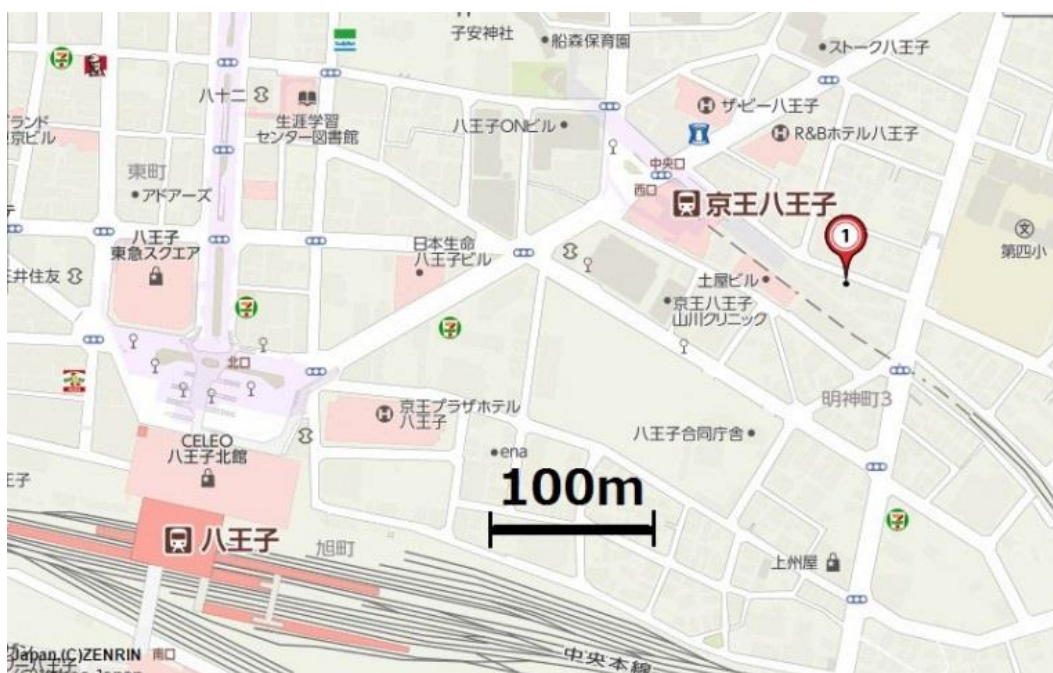 子安神社
船森保育園
ストーク八王子
八十二
生涯学習
センター図書館
八王子ONビル
ザ・ビー八王子
R&Bホテル八王子
東町
アドアーズ
中央口
西口
京王八王子
1
文
第四小
八王子
東急スクエア
日本生命
八王子ビル
土屋ビル
京王八王子
山川クリニック
北口
明神町3
京王プラザホテル
八王子
八王子合同庁舎
CELEO
八王子北館
ena
100m
八王子
旭町
上州屋
中央本線
Japan,(C)ZENRIN
南口